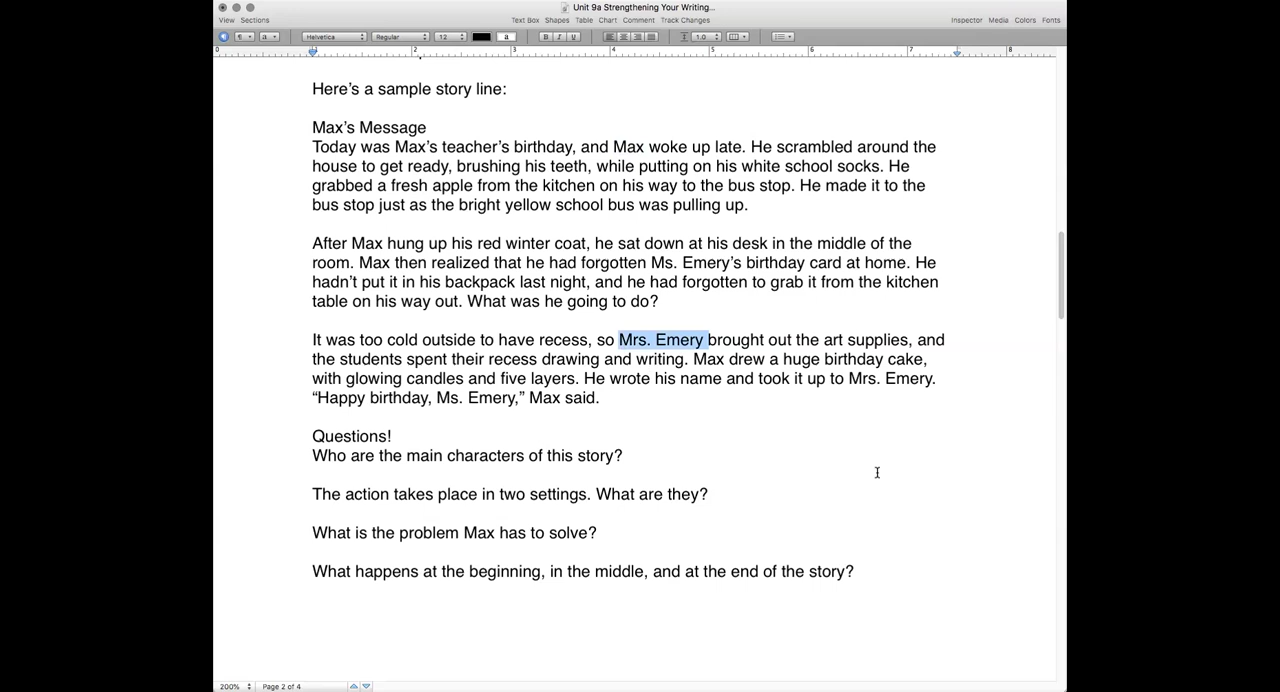 Unit 9a Strengthening Your Writing...
View Sections Text Box Shapes Table Chart Comment Track Changes Inspector Media Colors Fonts
Helvetica Regular 12 a B I U 1.0
0 1 2 3 4 5 6 7 8
Here's a sample story line:
Max's Message
Today was Max's teacher's birthday, and Max woke up late. He scrambled around the
house to get ready, brushing his teeth, while putting on his white school socks. He
grabbed a fresh apple from the kitchen on his way to the bus stop. He made it to the
bus stop just as the bright yellow school bus was pulling up.
After Max hung up his red winter coat, he sat down at his desk in the middle of the
room. Max then realized that he had forgotten Ms. Emery's birthday card at home. He
hadn't put it in his backpack last night, and he had forgotten to grab it from the kitchen
table on his way out. What was he going to do?
It was too cold outside to have recess, so Mrs. Emery brought out the art supplies, and
the students spent their recess drawing and writing. Max drew a huge birthday cake,
with glowing candles and five layers. He wrote his name and took it up to Mrs. Emery.
“Happy birthday, Ms. Emery,” Max said.
Questions!
Who are the main characters of this story?
The action takes place in two settings. What are they?
What is the problem Max has to solve?
What happens at the beginning, in the middle, and at the end of the story?
200% Page 2 of 4